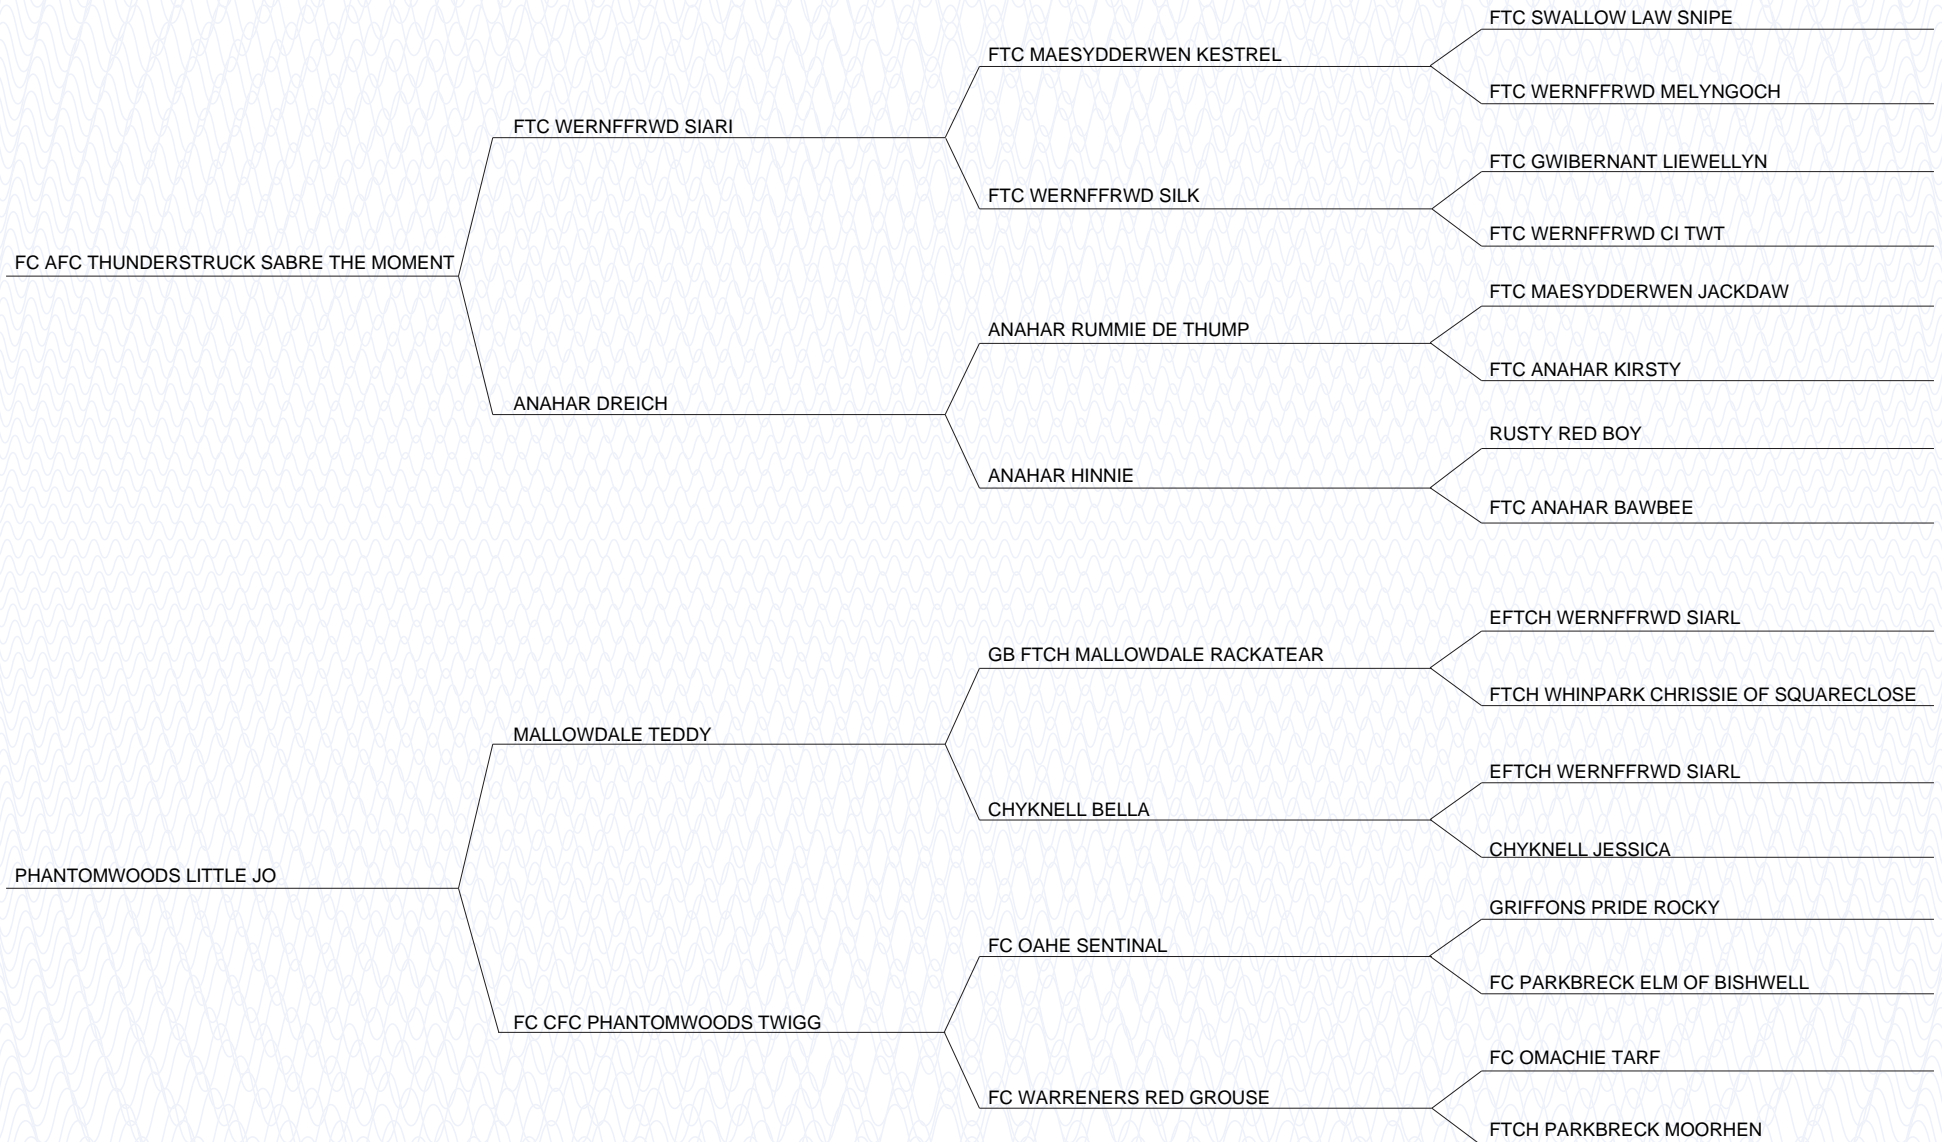 FTC SWALLOW LAW SNIPE
FTC MAESYDDERWEN KESTREL
FTC WERNFFRWD MELYNGOCH
FTC WERNFFRWD SIARI
FTC GWIBERNANT LIEWELLYN
FTC WERNFFRWD SILK
FTC WERNFFRWD CI TWT
FC AFC THUNDERSTRUCK SABRE THE MOMENT
FTC MAESYDDERWEN JACKDAW
ANAHAR RUMMIE DE THUMP
FTC ANAHAR KIRSTY
ANAHAR DREICH
RUSTY RED BOY
ANAHAR HINNIE
FTC ANAHAR BAWBEE
EFTCH WERNFFRWD SIARL
GB FTCH MALLOWDALE RACKATEAR
FTCH WHINPARK CHRISSIE OF SQUARECLOSE
MALLOWDALE TEDDY
EFTCH WERNFFRWD SIARL
CHYKNELL BELLA
CHYKNELL JESSICA
PHANTOMWOODS LITTLE JO
GRIFFONS PRIDE ROCKY
FC OAHE SENTINAL
FC PARKBRECK ELM OF BISHWELL
FC CFC PHANTOMWOODS TWIGG
FC OMACHIE TARF
FC WARRENERS RED GROUSE
FTCH PARKBRECK MOORHEN